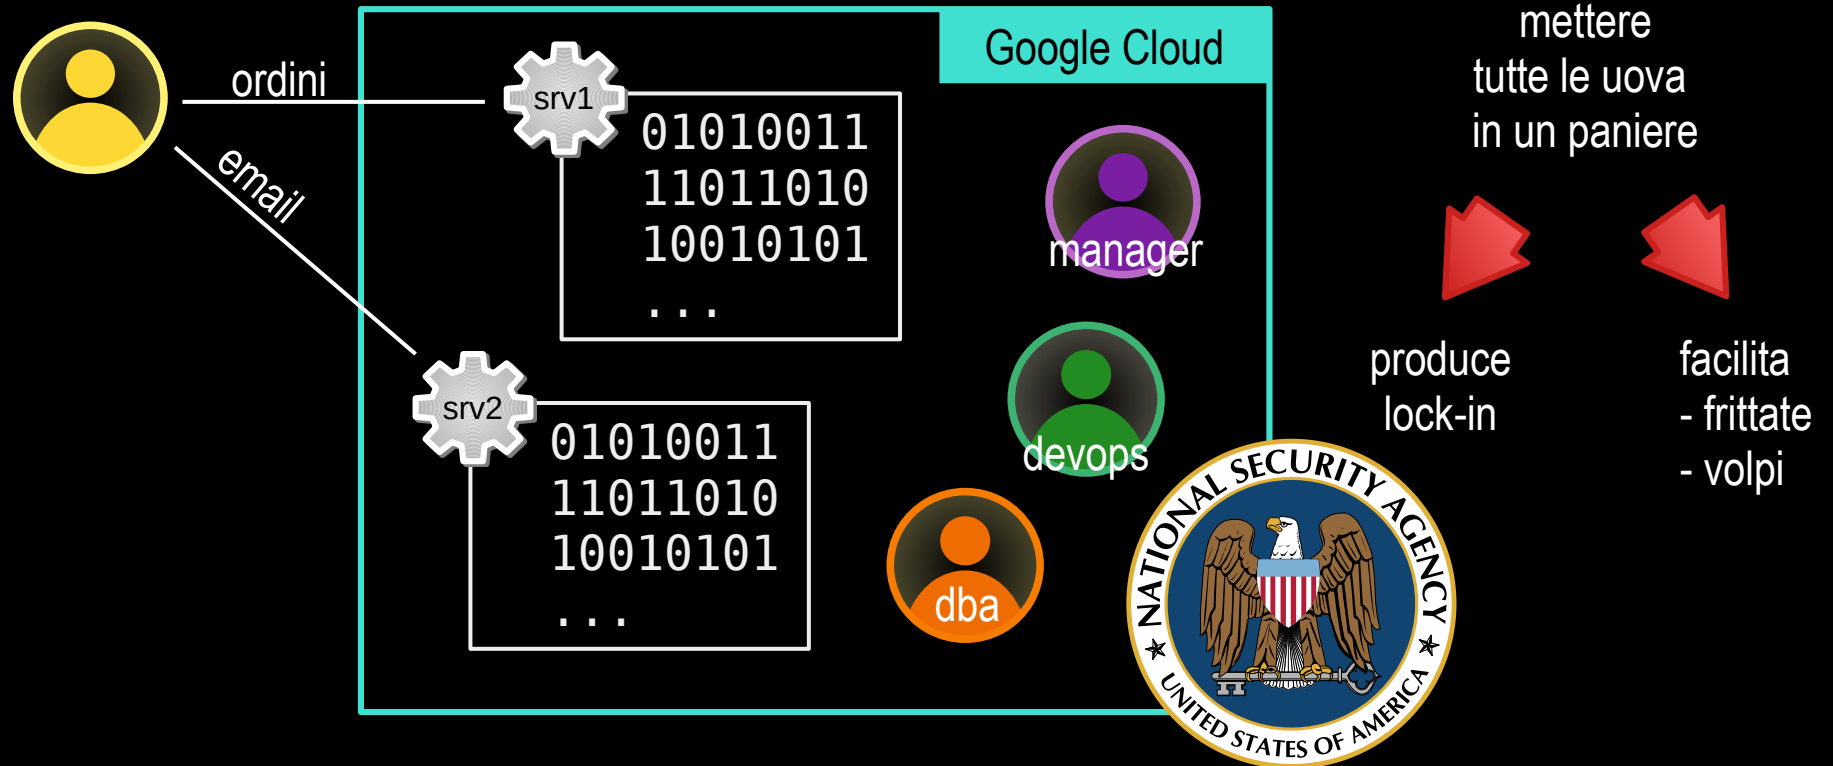 ordini
email
Google Cloud
srv1
01010011
11011010
10010101
...
srv2
01010011
11011010
10010101
...
manager
devops
dba
NATIONAL SECURITY AGENCY
UNITED STATES OF AMERICA
mettere
tutte le uova
in un paniere
produce
lock-in
facilita
- frittate
- volpi